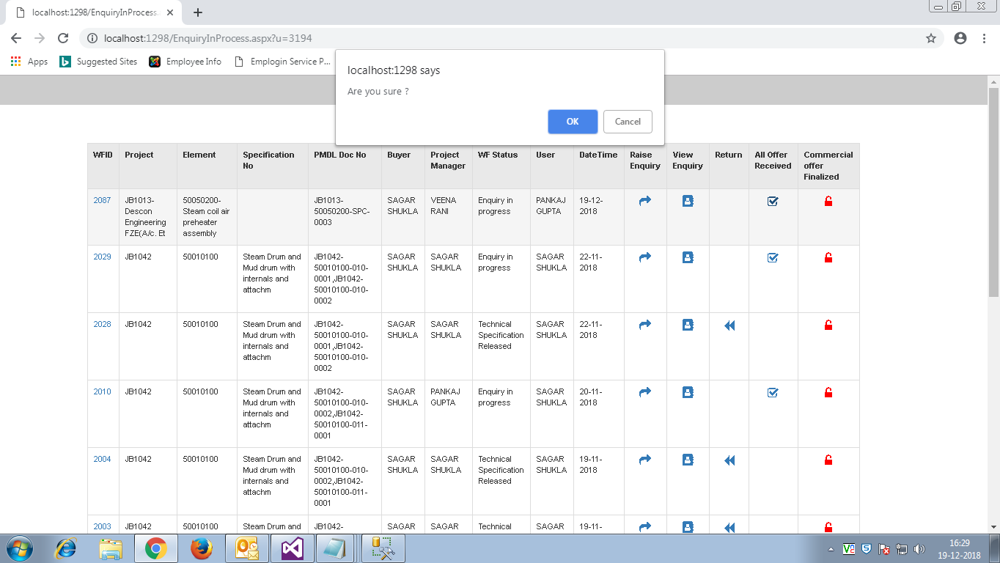 localhost:1298/EnquiryInProcess.
localhost:1298/EnquiryInProcess.aspx?u=3194
Apps Suggested Sites Employee Info Emplogin Service P...
localhost:1298 says
Are you sure ?
OK Cancel
WFID Project Element Specification PMDL Doc No Buyer Project WF Status User DateTime Raise View Return All Offer Commercial
No Manager Enquiry Enquiry Received offer
Finalized
2087 JB1013- 50050200- JB1013- SAGAR VEENA Enquiry in PANKAJ 19-12-
Descon Steam coil air 50050200-SPC- SHUKLA RANI progress GUPTA 2018
Engineering preheater 0003
FZE(A/c. Et assembly
2029 JB1042 50010100 Steam Drum and JB1042- SAGAR SAGAR Enquiry in SAGAR 22-11-
Mud drum with 50010100-010- SHUKLA SHUKLA progress SHUKLA 2018
internals and 0001,JB1042-
attachm 50010100-010-
0002
2028 JB1042 50010100 Steam Drum and JB1042- SAGAR SAGAR Technical SAGAR 22-11-
Mud drum with 50010100-010- SHUKLA SHUKLA Specification SHUKLA 2018
internals and 0001,JB1042- Released
attachm 50010100-010-
0002
2010 JB1042 50010100 Steam Drum and JB1042- SAGAR PANKAJ Enquiry in SAGAR 20-11-
Mud drum with 50010100-010- SHUKLA GUPTA progress SHUKLA 2018
internals and 0002,JB1042-
attachm 50010100-011-
0001
2004 JB1042 50010100 Steam Drum and JB1042- SAGAR SAGAR Technical SAGAR 19-11-
Mud drum with 50010100-010- SHUKLA SHUKLA Specification SHUKLA 2018
internals and 0002,JB1042- Released
attachm 50010100-011-
0001
2003 JB1042 50010100 Steam Drum and JB1042- SAGAR SAGAR Technical SAGAR 19-11-
16:29
19-12-2018